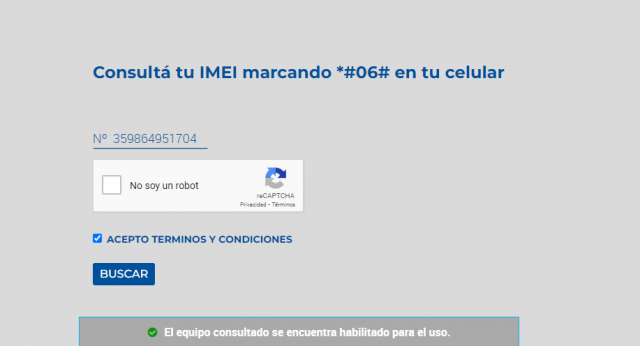 Consultá tu IMEI marcando *#06# en tu celular
Nº 359864951704
No soy un robot
reCAPTCHA
Privacidad - Términos
ACEPTO TERMINOS Y CONDICIONES
BUSCAR
El equipo consultado se encuentra habilitado para el uso.